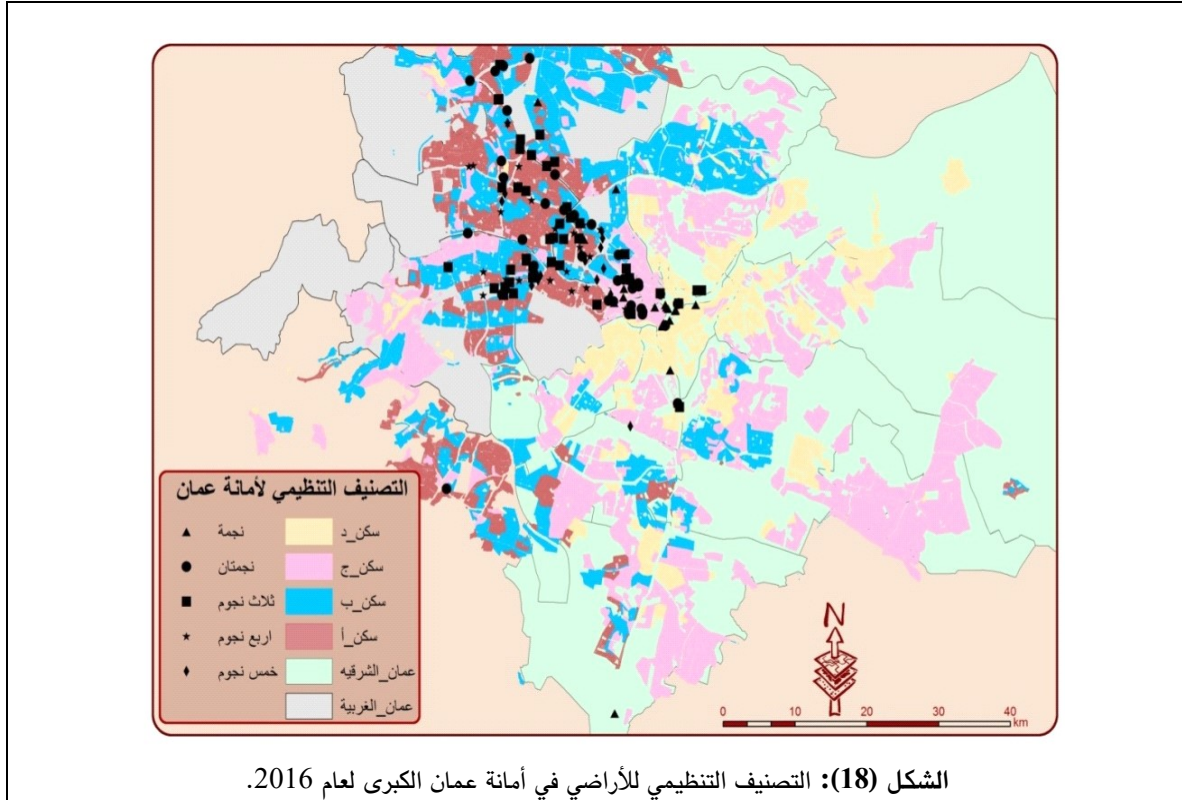 التصنيف التنظيمي لأمانة عمان
نجمة سكن_د
نجمتان سكن_ج
ثلاث نجوم سكن_ب
اربع نجوم سكن_أ
خمس نجوم عمان_الشرقيه
عمان_الغربية
N
0 10 20 30 40
km
الشكل (18): التصنيف التنظيمي للأراضي في أمانة عمان الكبرى لعام 2016.